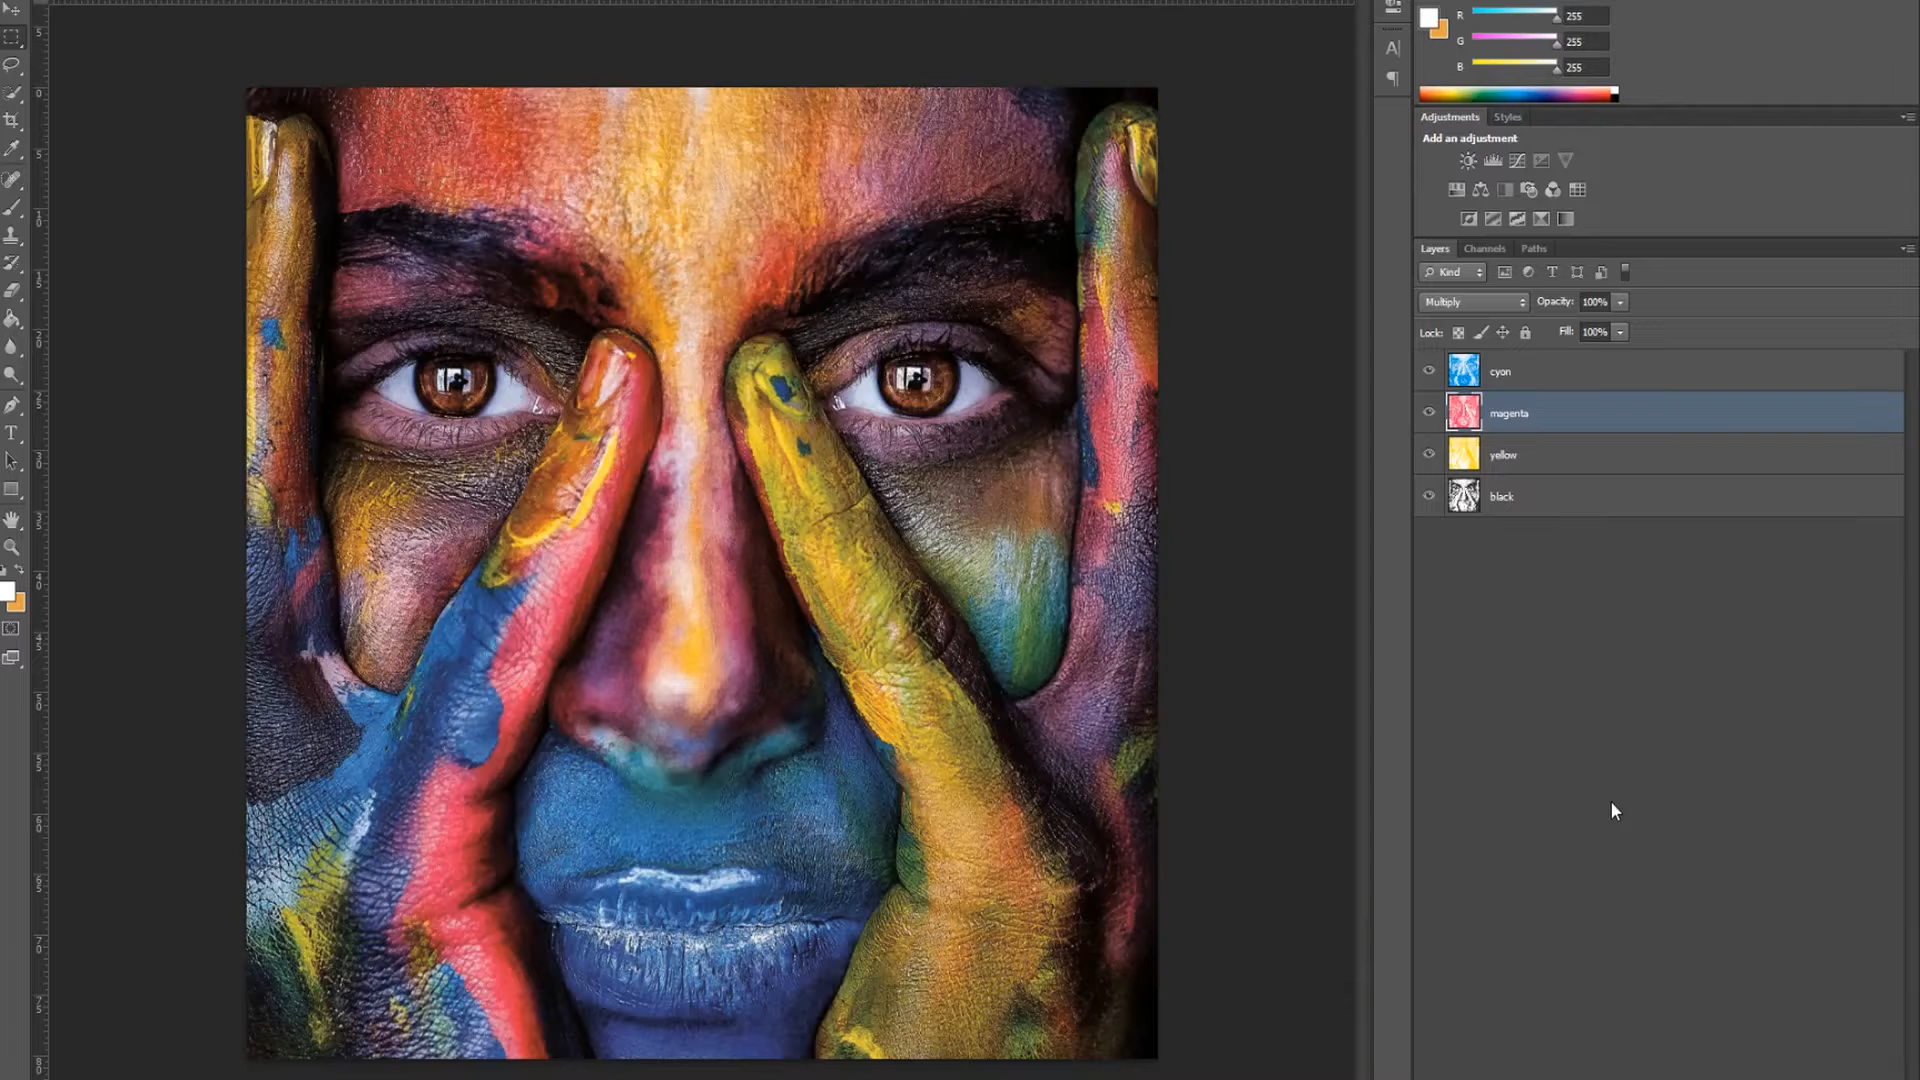 R 255
G 255
B 255
Adjustments Styles
Add an adjustment
Layers Channels Paths
Kind
Multiply Opacity: 100%
Lock: Fill: 100%
cyon
magenta
yellow
black